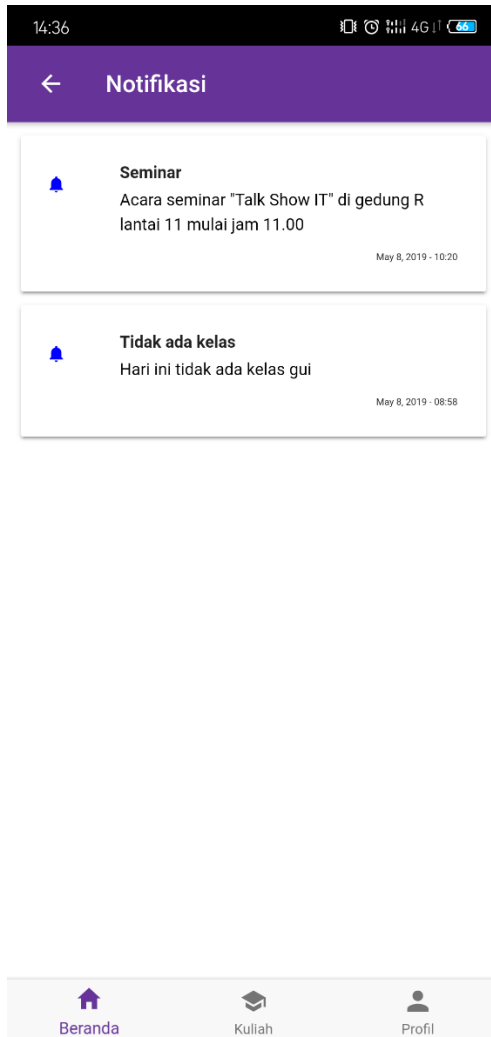 14:36
4G 66
Notifikasi
Seminar
Acara seminar "Talk Show IT" di gedung R
lantai 11 mulai jam 11.00
May 8, 2019 - 10:20
Tidak ada kelas
Hari ini tidak ada kelas gui
May 8, 2019 - 08:58
Beranda Kuliah Profil